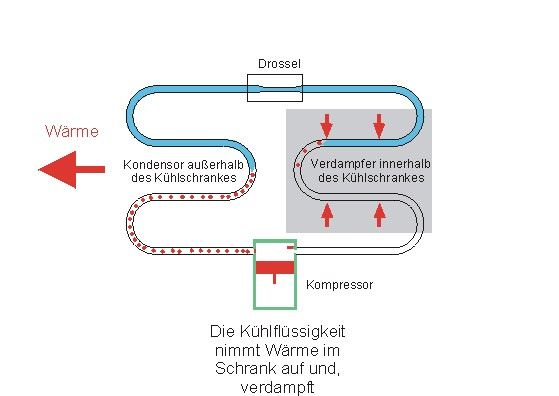 Drossel
Wärme
Kondensor außerhalb
des Kühlschrankes
Verdampfer innerhalb
des Kühlschrankes
Kompressor
Die Kühlflüssigkeit
nimmt Wärme im
Schrank auf und,
verdampft